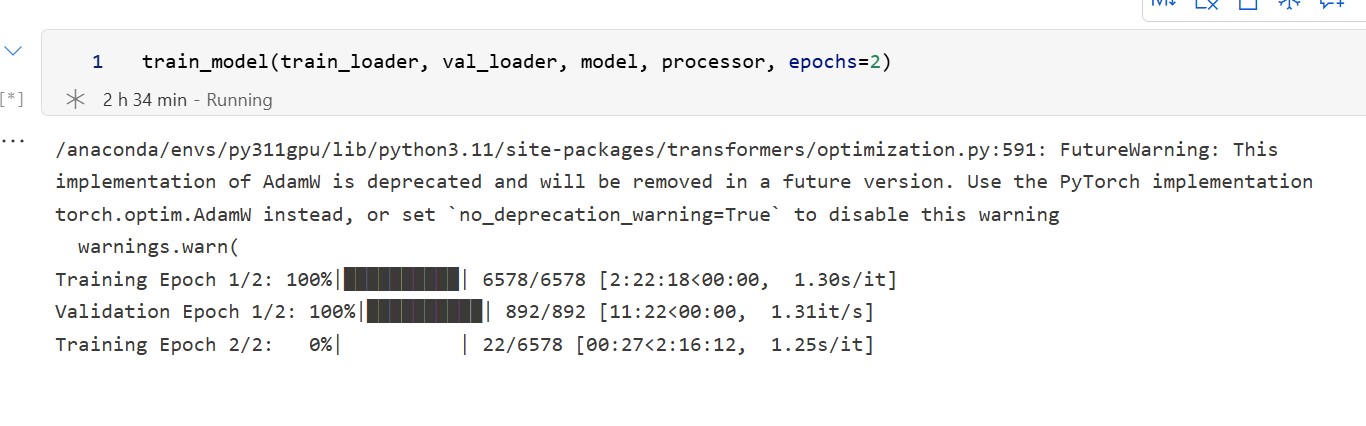 1 train_model(train_loader, val_loader, model, processor, epochs=2)
[*] 2 h 34 min - Running
...
/anaconda/envs/py311gpu/lib/python3.11/site-packages/transformers/optimization.py:591: FutureWarning: This
implementation of AdamW is deprecated and will be removed in a future version. Use the PyTorch implementation
torch.optim.AdamW instead, or set `no_deprecation_warning=True` to disable this warning
  warnings.warn(
Training Epoch 1/2: 100%|██████████| 6578/6578 [2:22:18<00:00,  1.30s/it]
Validation Epoch 1/2: 100%|██████████| 892/892 [11:22<00:00,  1.31it/s]
Training Epoch 2/2:   0%|          | 22/6578 [00:27<2:16:12,  1.25s/it]